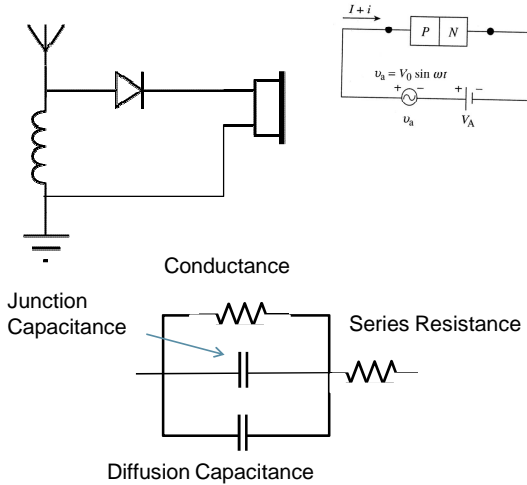 I + i
P N
υa = V0 sin ωt
+ − + −
υa VA
Conductance
Junction
Capacitance
Series Resistance
Diffusion Capacitance